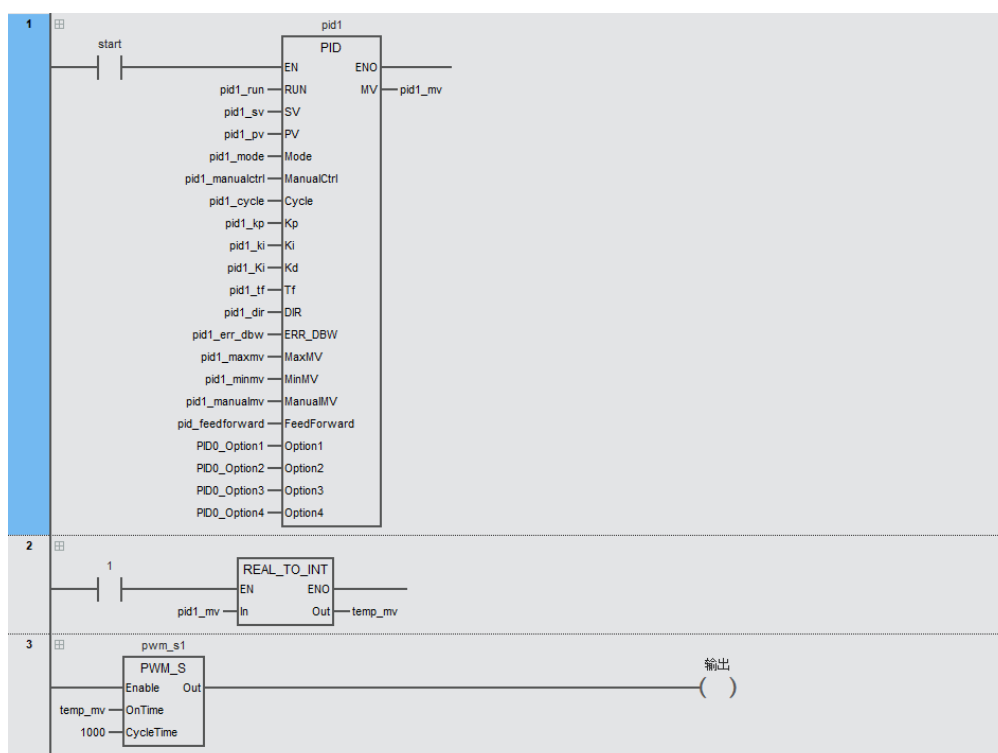 1
pid1
start
PID
EN ENO
pid1_run RUN MV pid1_mv
pid1_sv SV
pid1_pv PV
pid1_mode Mode
pid1_manualctrl ManualCtrl
pid1_cycle Cycle
pid1_kp Kp
pid1_ki Ki
pid1_Ki Kd
pid1_tf Tf
pid1_dir DIR
pid1_err_dbw ERR_DBW
pid1_maxmv MaxMV
pid1_minmv MinMV
pid1_manualmv ManualMV
pid_feedforward FeedForward
PID0_Option1 Option1
PID0_Option2 Option2
PID0_Option3 Option3
PID0_Option4 Option4
2
1
REAL_TO_INT
EN ENO
pid1_mv In Out temp_mv
3
pwm_s1
PWM_S
输出
Enable Out
temp_mv OnTime
1000 CycleTime